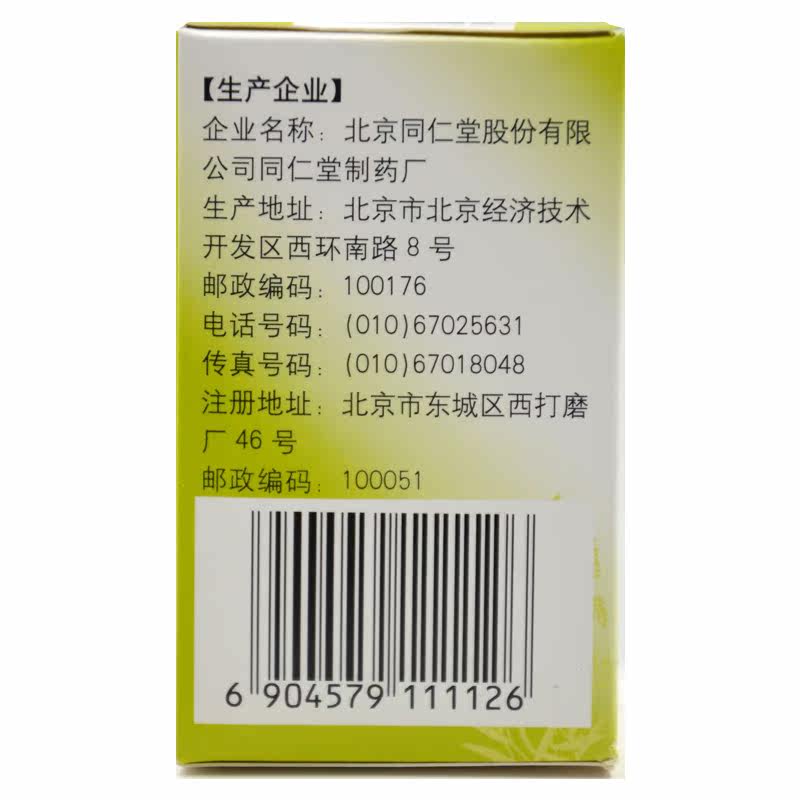 【生产企业】
企业名称：北京同仁堂股份有限
公司同仁堂制药厂
生产地址：北京市北京经济技术
开发区西环南路 8 号
邮政编码：100176
电话号码：(010)67025631
传真号码：(010)67018048
注册地址：北京市东城区西打磨
厂 46 号
邮政编码：100051
6 904579 111126